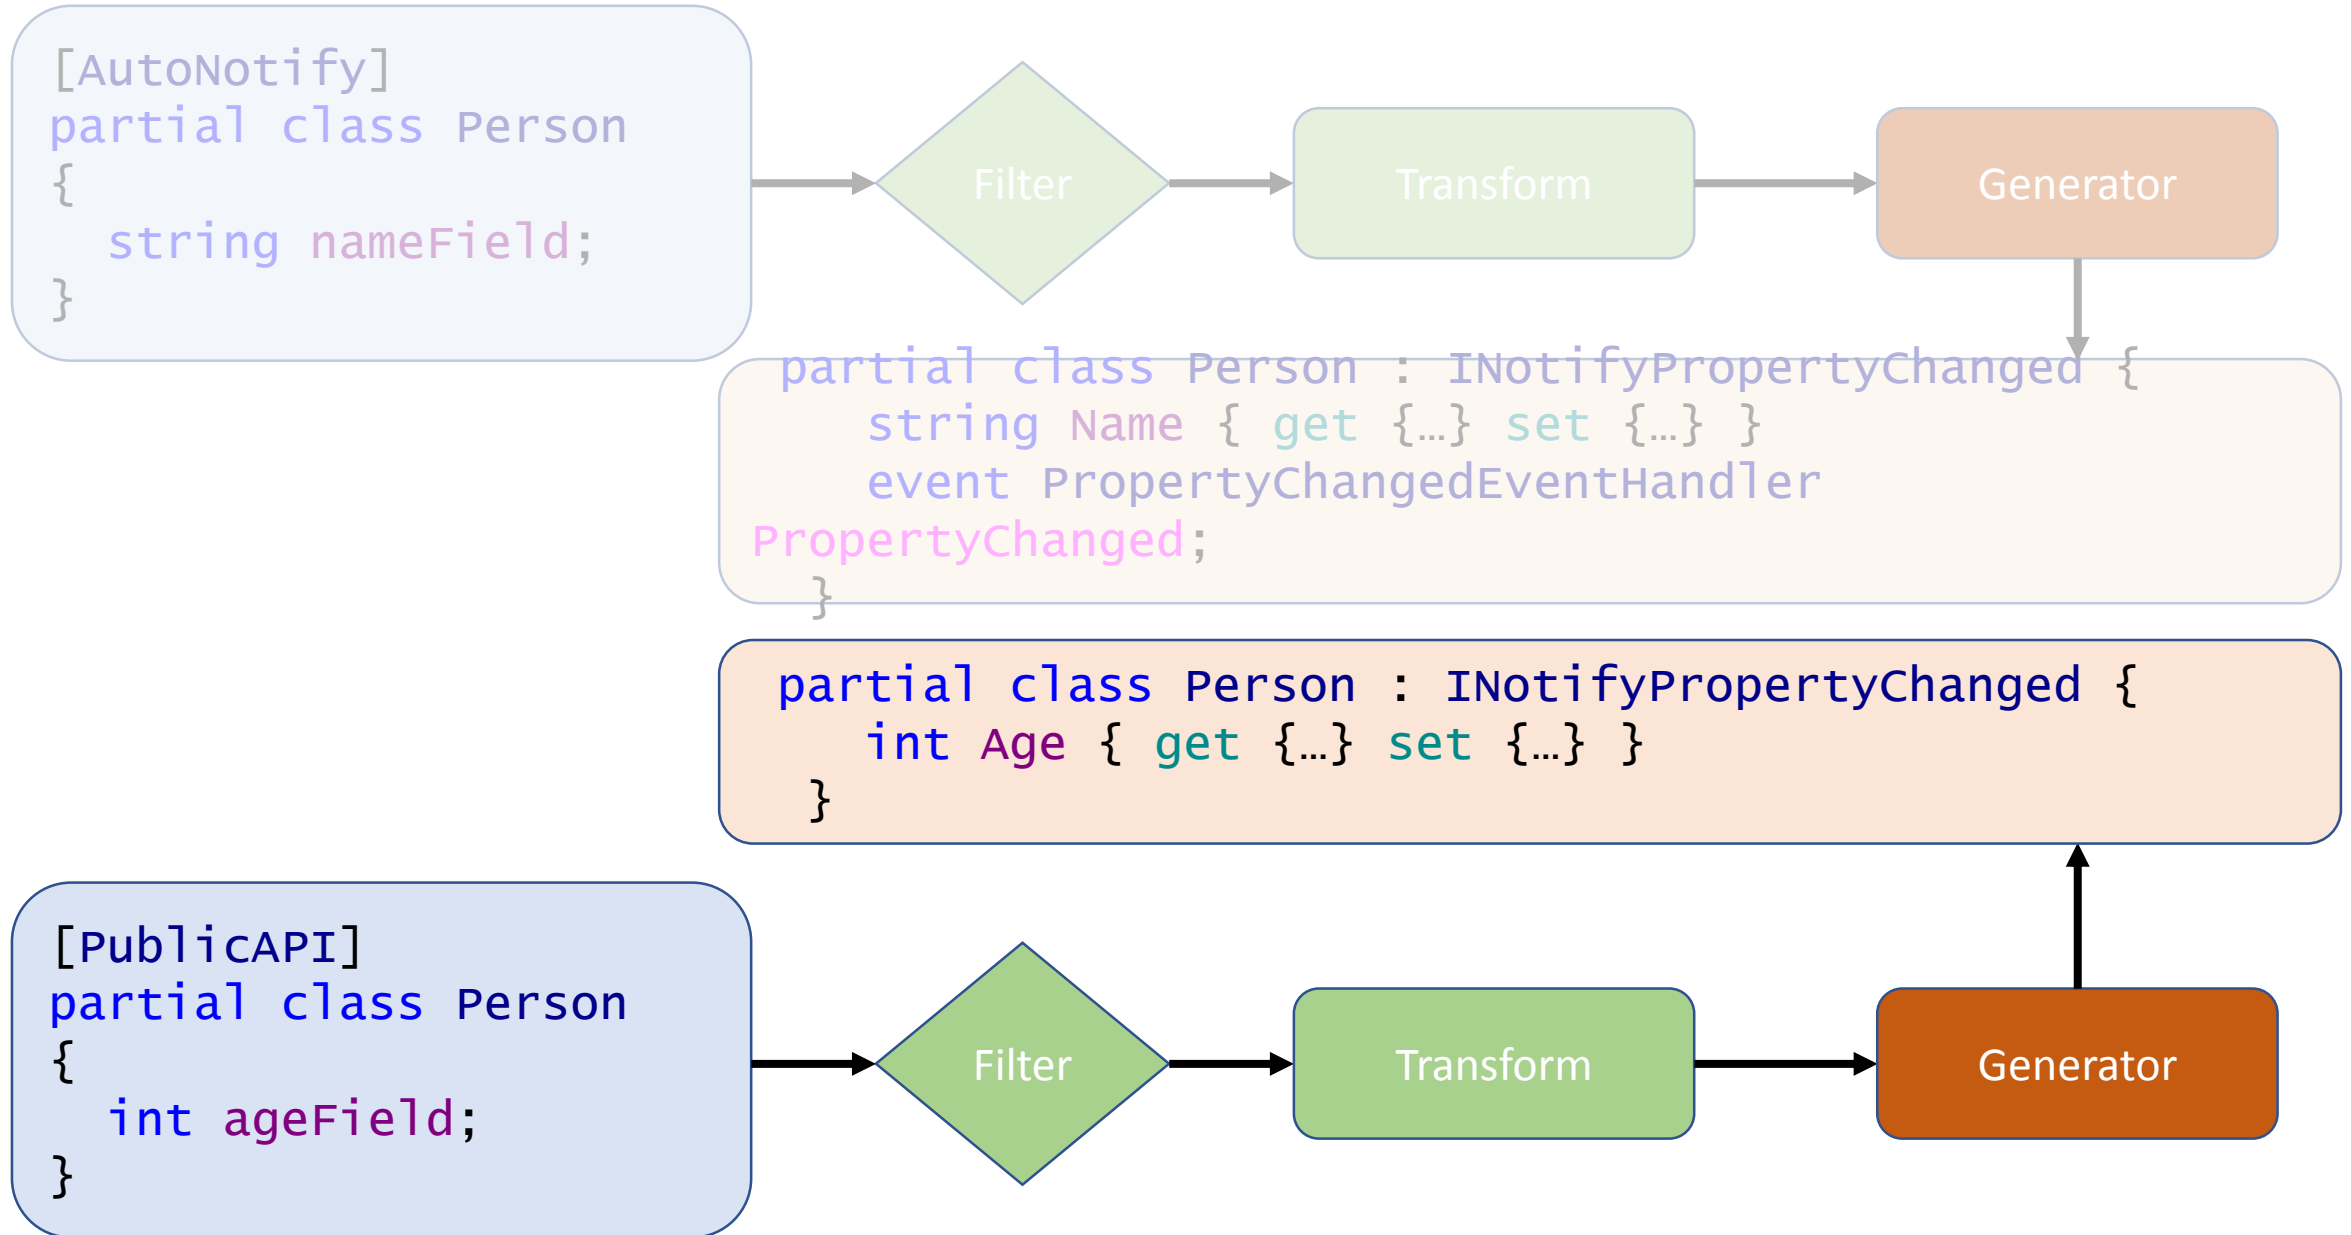 [AutoNotify]
partial class Person
{
  string nameField;
}
Filter
Transform
Generator
partial class Person : INotifyPropertyChanged {
   string Name { get {…} set {…} }
   event PropertyChangedEventHandler
PropertyChanged;
 }
partial class Person : INotifyPropertyChanged {
   int Age { get {…} set {…} }
 }
[PublicAPI]
partial class Person
{
  int ageField;
}
Filter
Transform
Generator